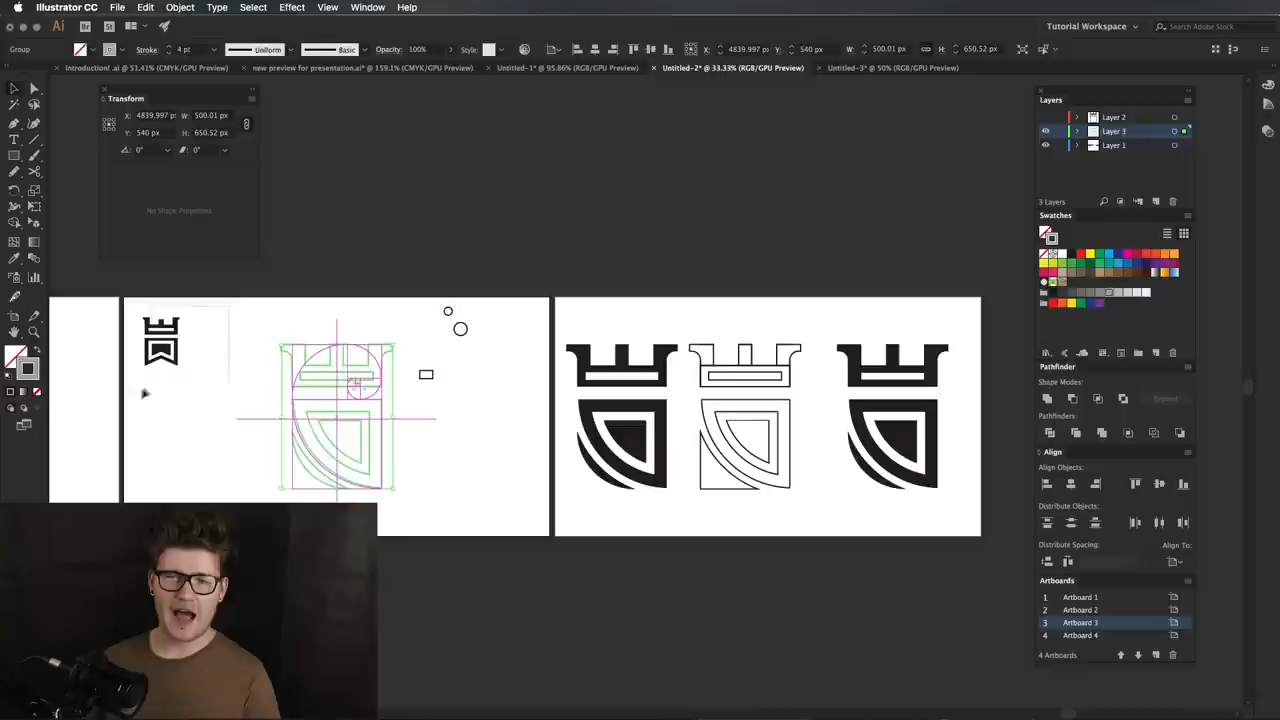 Illustrator CC File Edit Object Type Select Effect View Window Help
Ai Br St Tutorial Workspace Search Adobe Stock
Group Stroke: 4 pt Uniform Basic Opacity: 100% Style: X: 4839.997 p Y: 540 px W: 500.01 px H: 650.52 px
Introduction! .ai @ 51.41% (CMYK/GPU Preview) new preview for presentation.ai* @ 159.1% (CMYK/GPU Preview) Untitled-1* @ 95.86% (RGB/GPU Preview) Untitled-2* @ 33.33% (RGB/GPU Preview) Untitled-3* @ 50% (RGB/GPU Preview)
Transform
X: 4839.997 p W: 500.01 px
Y: 540 px H: 650.52 px
0° 0°
No Shape Properties
Layers
Layer 2
Layer 3
Layer 1
3 Layers
Swatches
Pathfinder
Shape Modes:
Expand
Pathfinders:
Align
Align Objects:
Distribute Objects:
Distribute Spacing: Align To:
Artboards
1 Artboard 1
2 Artboard 2
3 Artboard 3
4 Artboard 4
4 Artboards